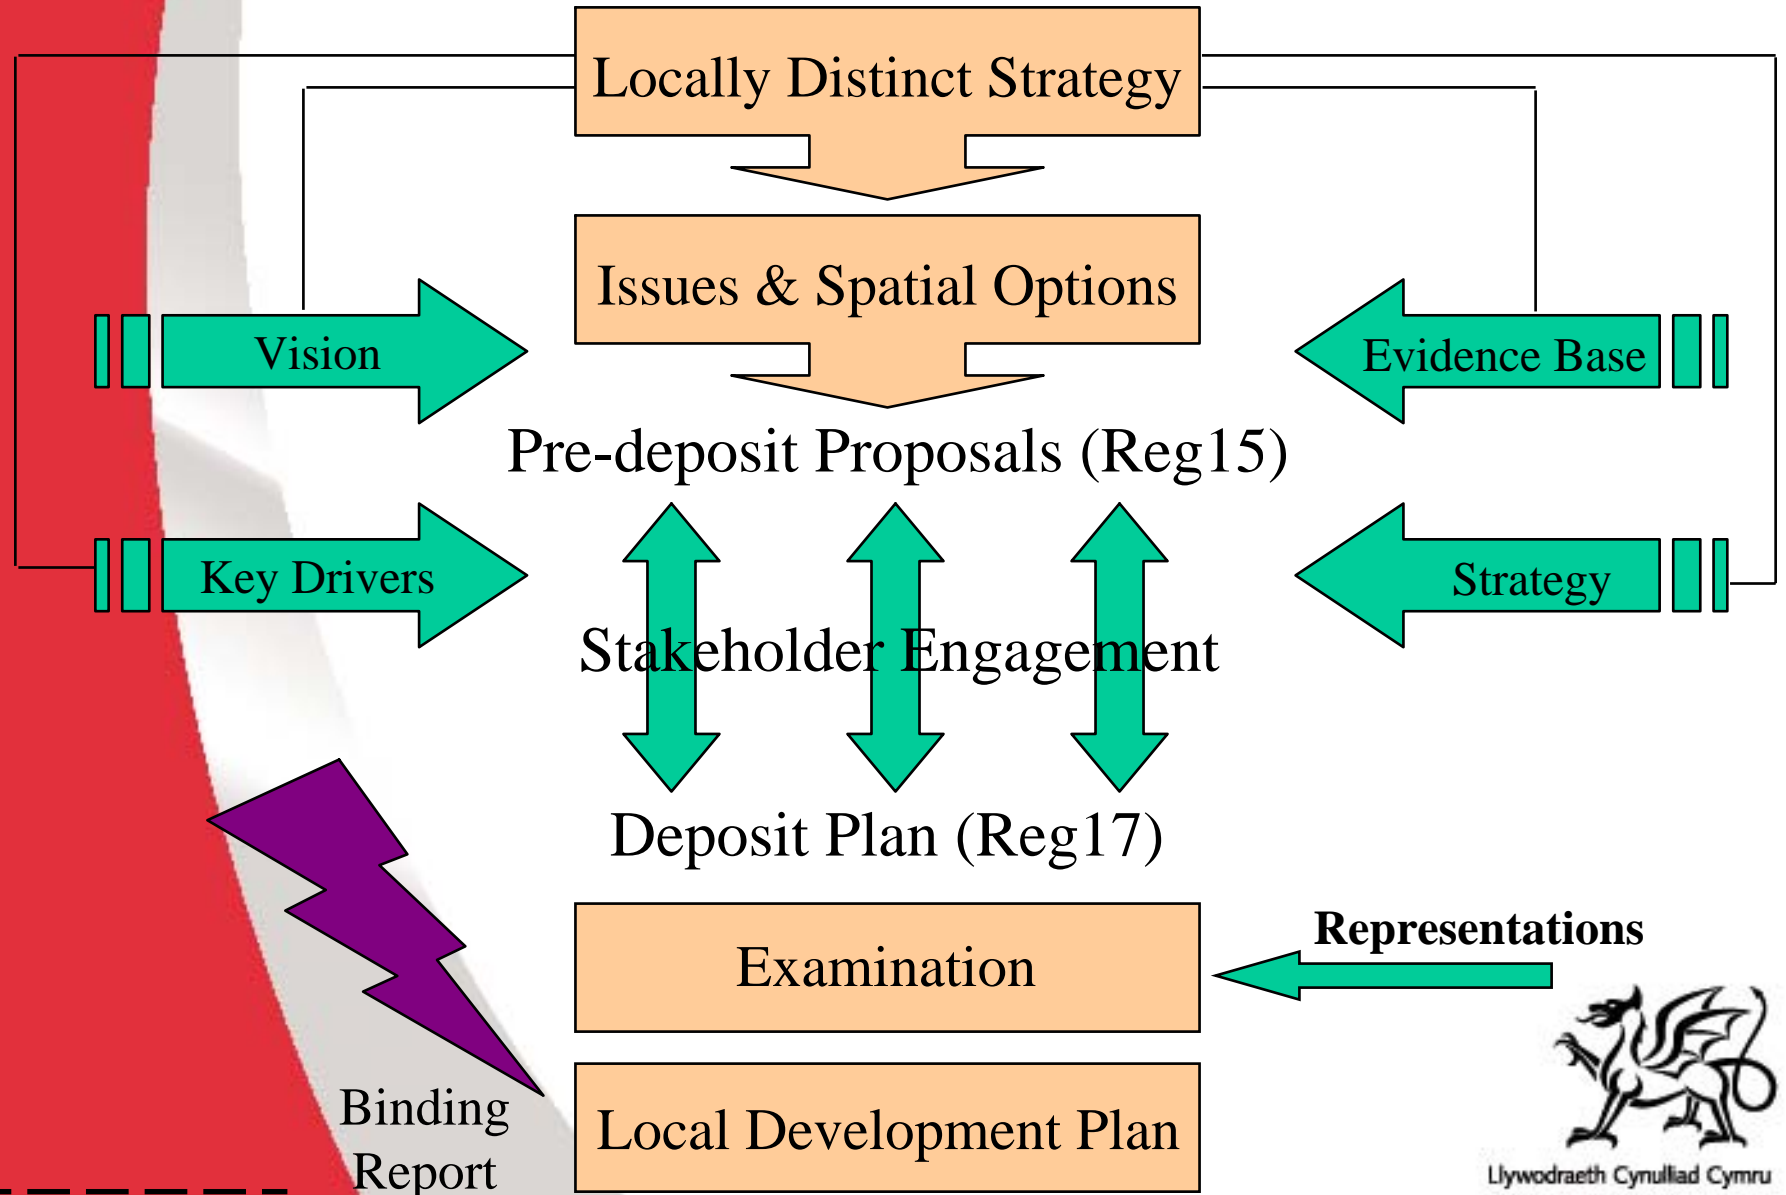 Locally Distinct Strategy
Issues & Spatial Options
Vision
Evidence Base
Pre-deposit Proposals (Reg15)
Key Drivers
Strategy
Stakeholder Engagement
Deposit Plan (Reg17)
Representations
Examination
Binding
Report
Local Development Plan
Llywodraeth Cynulliad Cymru